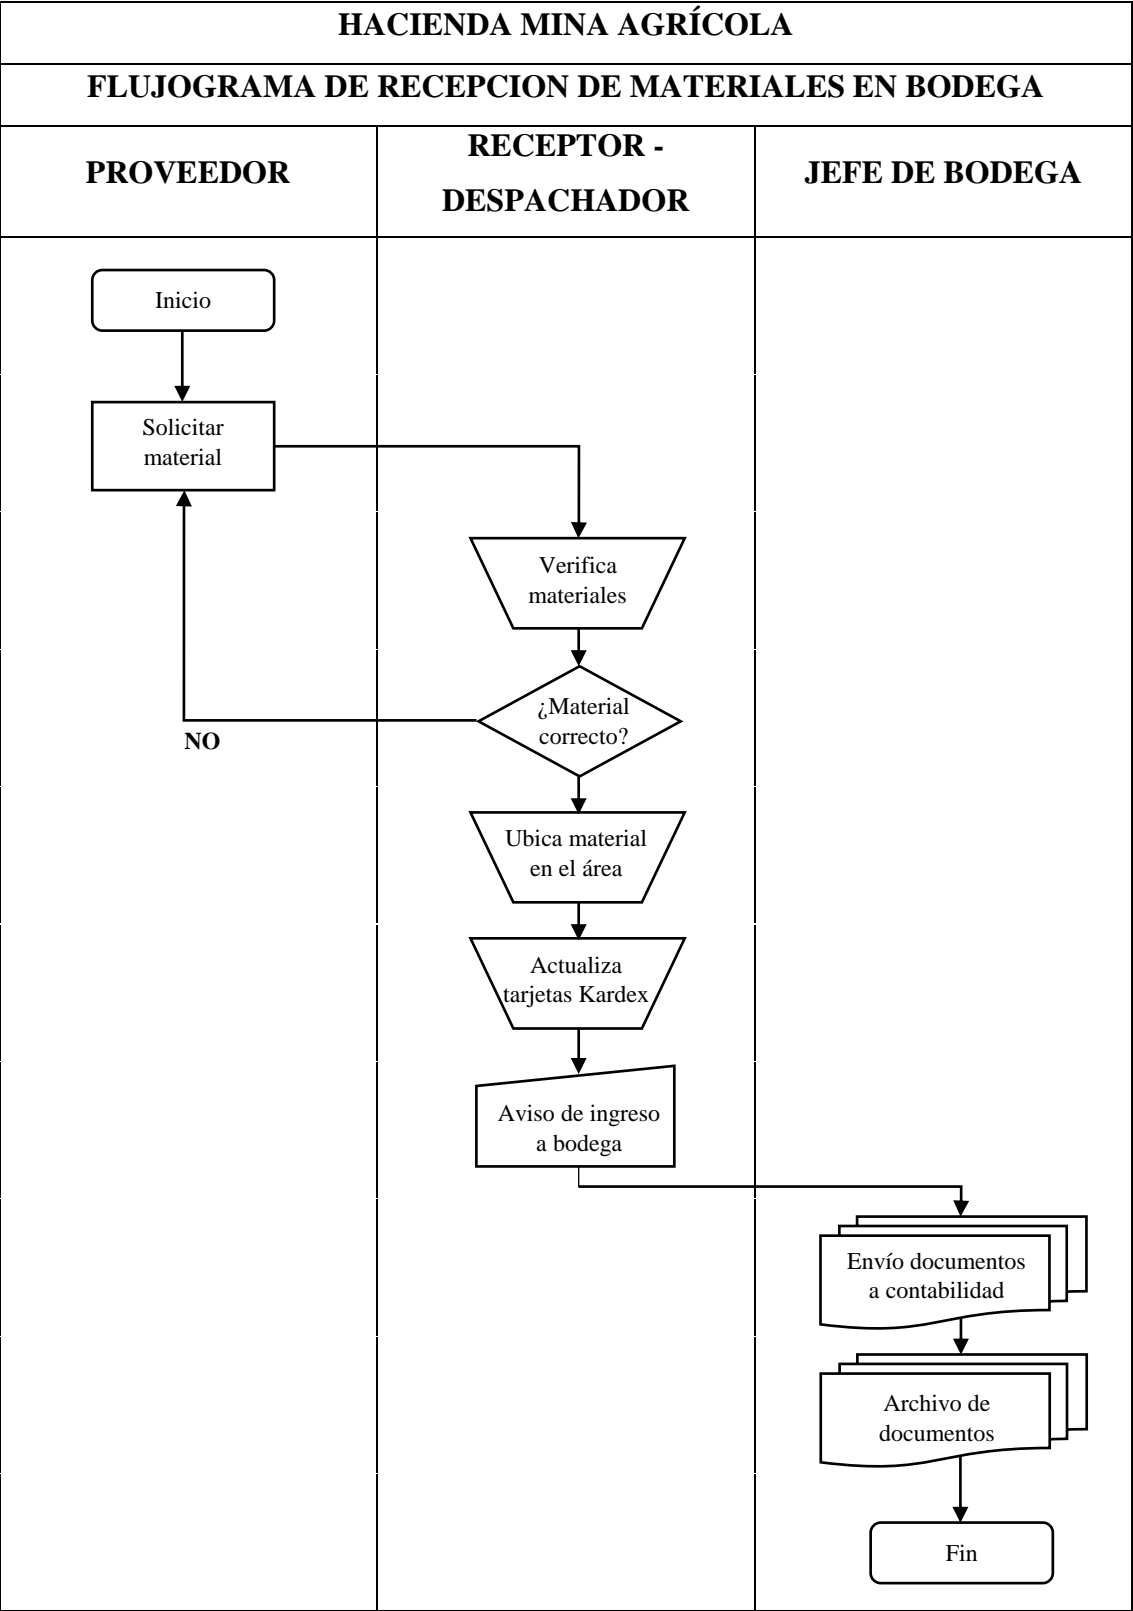 HACIENDA MINA AGRÍCOLA
FLUJOGRAMA DE RECEPCION DE MATERIALES EN BODEGA
PROVEEDOR
RECEPTOR -
DESPACHADOR
JEFE DE BODEGA
Inicio
Solicitar
material
Verifica
materiales
¿Material
correcto?
NO
Ubica material
en el área
Actualiza
tarjetas Kardex
Aviso de ingreso
a bodega
Envío documentos
a contabilidad
Archivo de
documentos
Fin